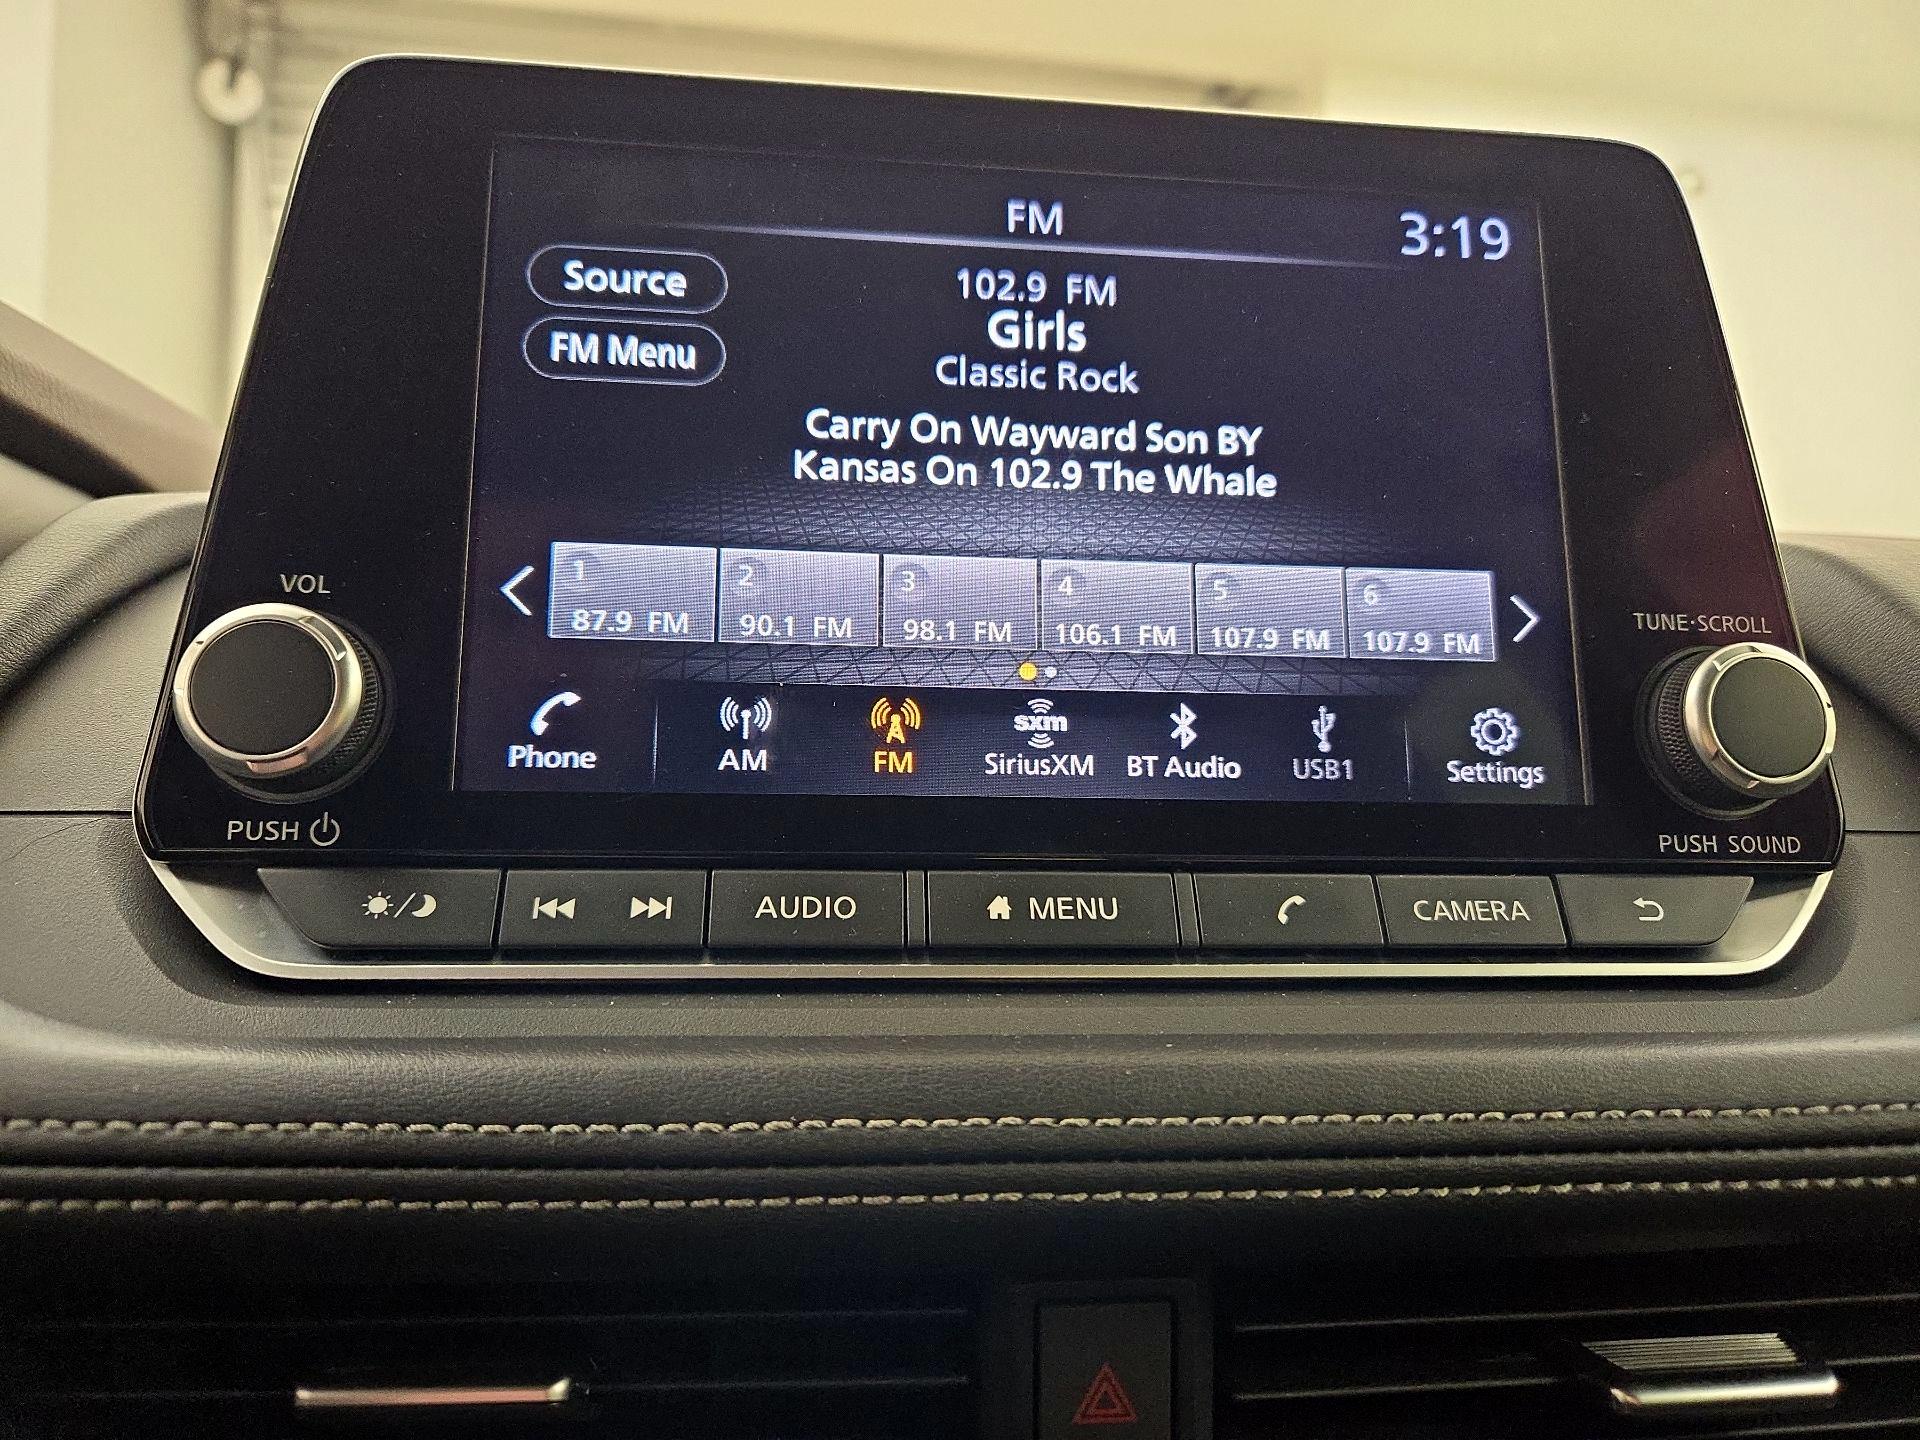 FM
3:19
Source
102.9 FM
Girls
FM Menu
Classic Rock
Carry On Wayward Son BY
Kansas On 102.9 The Whale
VOL
1
2
3
4
5
6
87.9 FM
90.1 FM
98.1 FM
106.1 FM
107.9 FM
107.9 FM
TUNE·SCROLL
Phone
AM
FM
sxm
SiriusXM
BT Audio
USB1
Settings
PUSH
PUSH SOUND
AUDIO
MENU
CAMERA